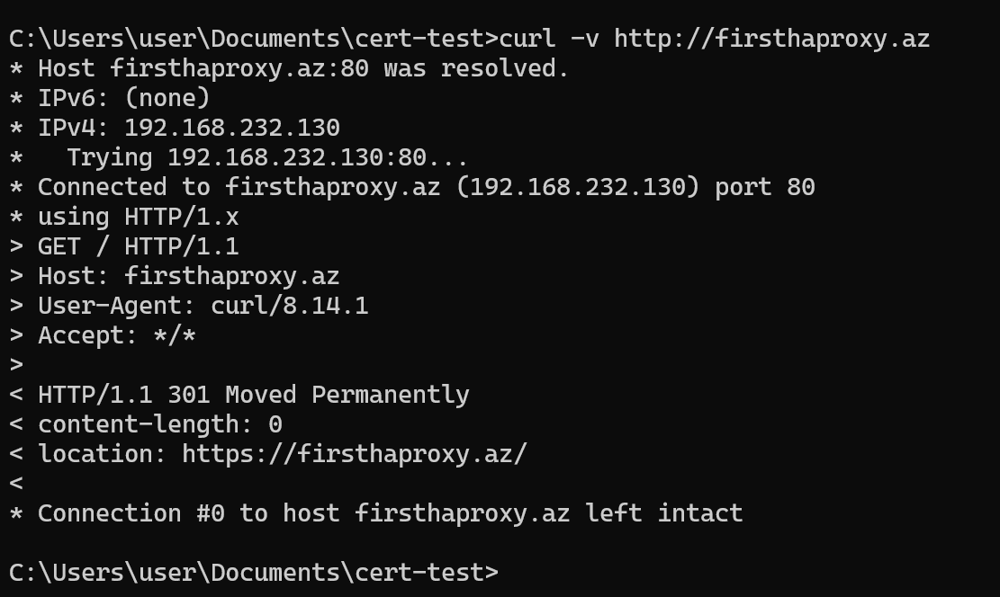 C:\Users\user\Documents\cert-test>curl -v http://firsthaproxy.az
* Host firsthaproxy.az:80 was resolved.
* IPv6: (none)
* IPv4: 192.168.232.130
*   Trying 192.168.232.130:80...
* Connected to firsthaproxy.az (192.168.232.130) port 80
* using HTTP/1.x
> GET / HTTP/1.1
> Host: firsthaproxy.az
> User-Agent: curl/8.14.1
> Accept: */*
>
< HTTP/1.1 301 Moved Permanently
< content-length: 0
< location: https://firsthaproxy.az/
<
* Connection #0 to host firsthaproxy.az left intact
C:\Users\user\Documents\cert-test>